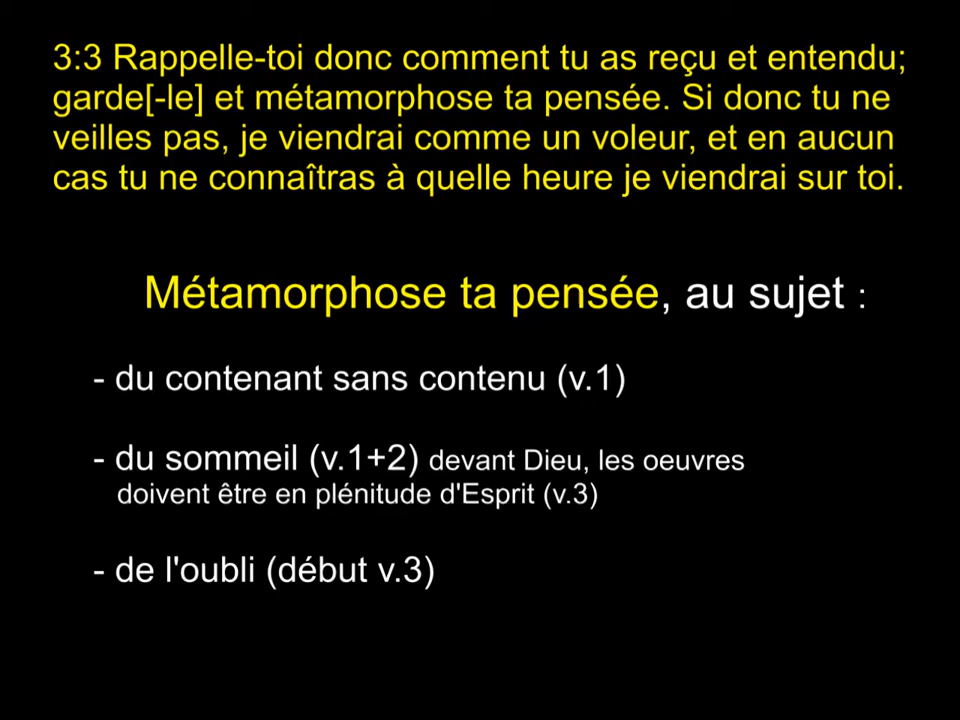 3:3 Rappelle-toi donc comment tu as reçu et entendu;
garde[-le] et métamorphose ta pensée. Si donc tu ne
veilles pas, je viendrai comme un voleur, et en aucun
cas tu ne connaîtras à quelle heure je viendrai sur toi.
Métamorphose ta pensée, au sujet :
- du contenant sans contenu (v.1)
- du sommeil (v.1+2) devant Dieu, les oeuvres
doivent être en plénitude d'Esprit (v.3)
- de l'oubli (début v.3)